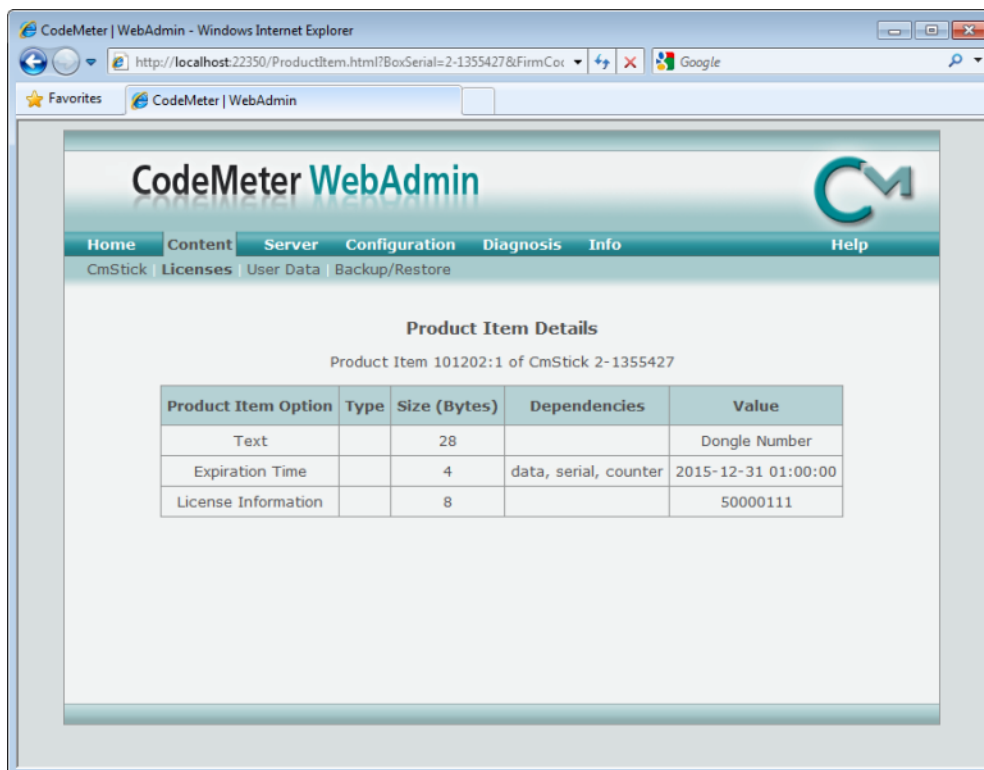 CodeMeter | WebAdmin - Windows Internet Explorer
http://localhost:22350/ProductItem.html?BoxSerial=2-1355427&FirmCoc Google
Favorites CodeMeter | WebAdmin
CodeMeter WebAdmin
Home Content Server Configuration Diagnosis Info Help
CmStick | Licenses | User Data | Backup/Restore
Product Item Details
Product Item 101202:1 of CmStick 2-1355427
Product Item Option Type Size (Bytes) Dependencies Value
Text 28 Dongle Number
Expiration Time 4 data, serial, counter 2015-12-31 01:00:00
License Information 8 50000111